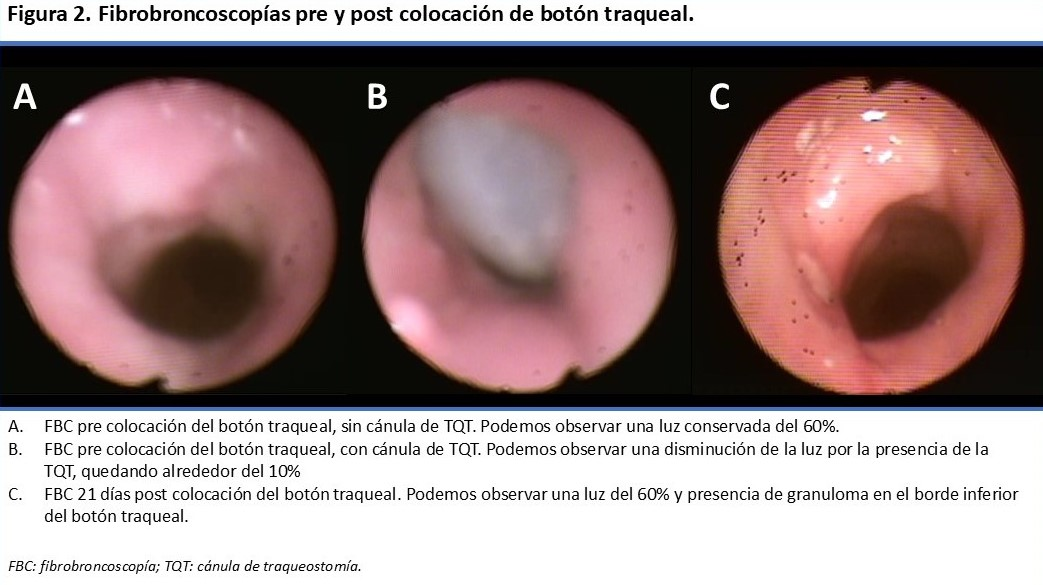 Figura 2. Fibrobroncoscopías pre y post colocación de botón traqueal.
A
B
C
A. FBC pre colocación del botón traqueal, sin cánula de TQT. Podemos observar una luz conservada del 60%.
B. FBC pre colocación del botón traqueal, con cánula de TQT. Podemos observar una disminución de la luz por la presencia de la
TQT, quedando alrededor del 10%
C. FBC 21 días post colocación del botón traqueal. Podemos observar una luz del 60% y presencia de granuloma en el borde inferior
del botón traqueal.
FBC: fibrobroncoscopía; TQT: cánula de traqueostomía.